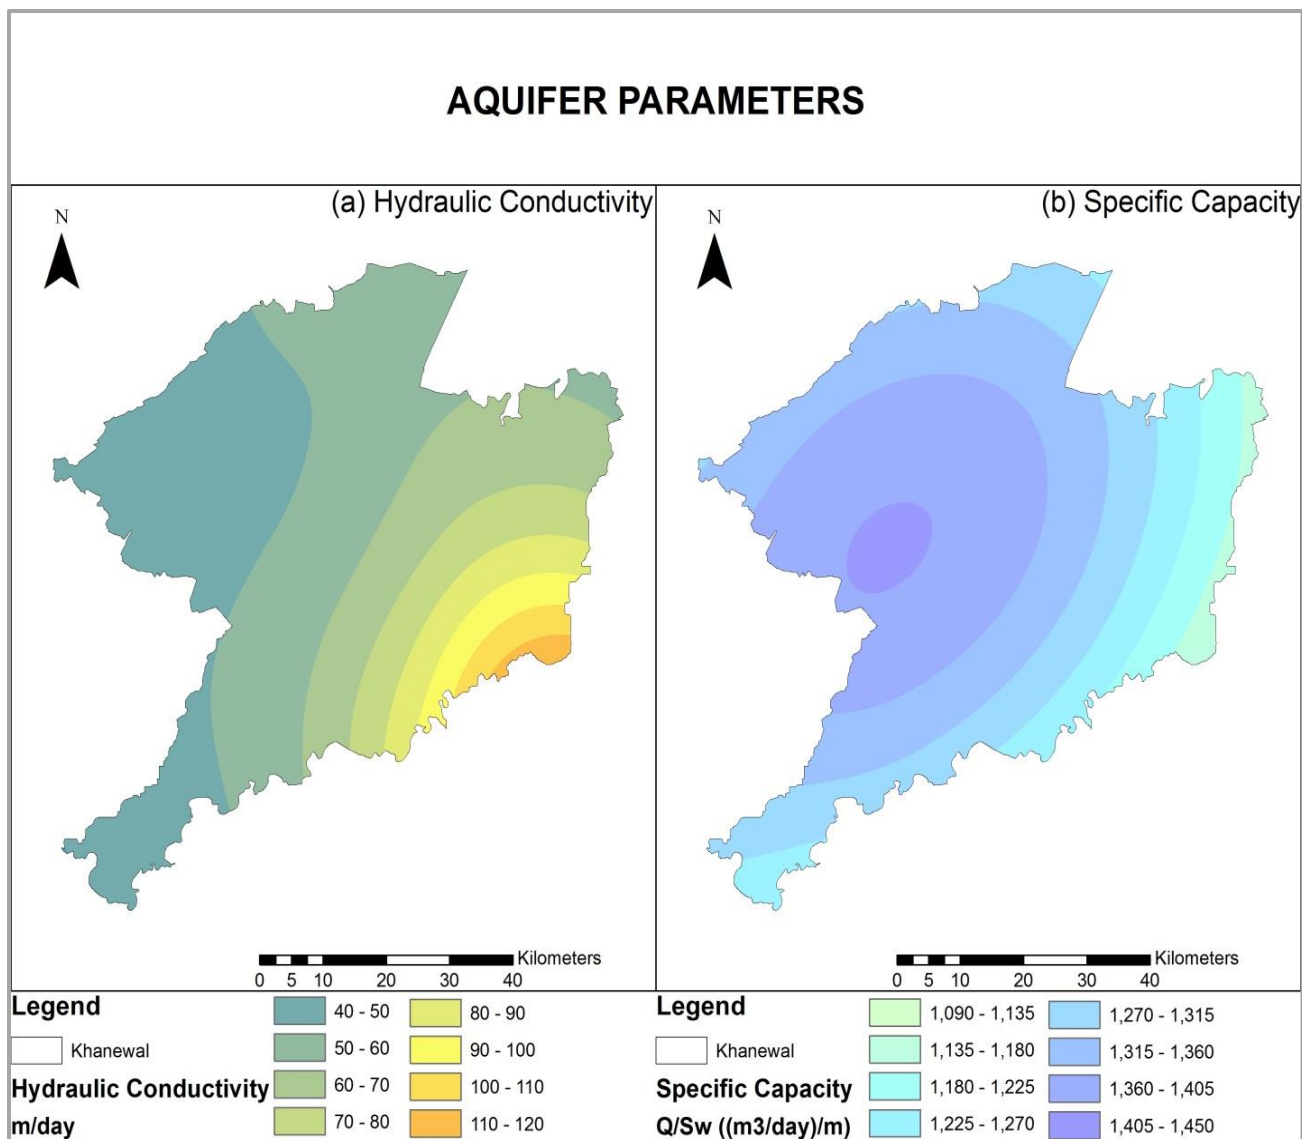 AQUIFER PARAMETERS
(a) Hydraulic Conductivity
N
Kilometers
0 5 10 20 30 40
(b) Specific Capacity
N
Kilometers
0 5 10 20 30 40
Legend
Khanewal
Hydraulic Conductivity
m/day
40 - 50
50 - 60
60 - 70
70 - 80
80 - 90
90 - 100
100 - 110
110 - 120
Legend
Khanewal
Specific Capacity
Q/Sw ((m3/day)/m)
1,090 - 1,135
1,135 - 1,180
1,180 - 1,225
1,225 - 1,270
1,270 - 1,315
1,315 - 1,360
1,360 - 1,405
1,405 - 1,450